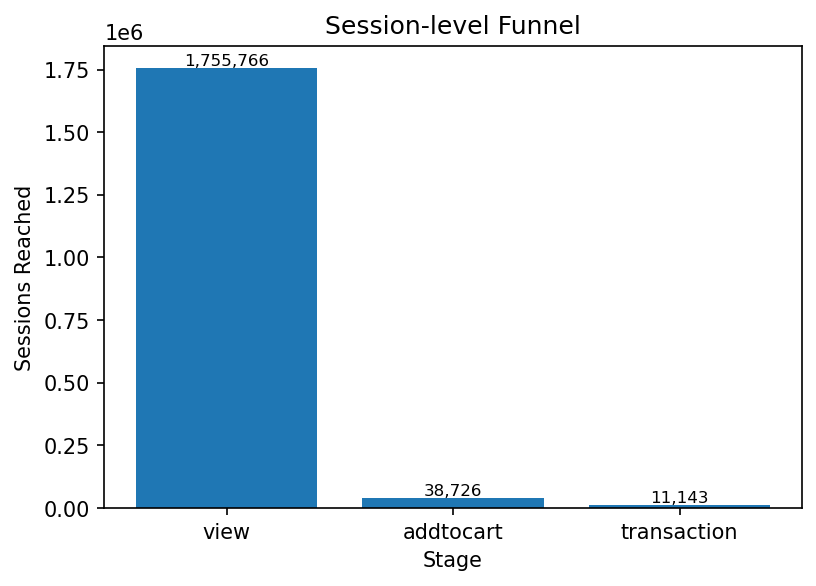 Session-level Funnel
1e6
Sessions Reached
1.75
1.50
1.25
1.00
0.75
0.50
0.25
0.00
1,755,766
38,726
11,143
view
addtocart
transaction
Stage